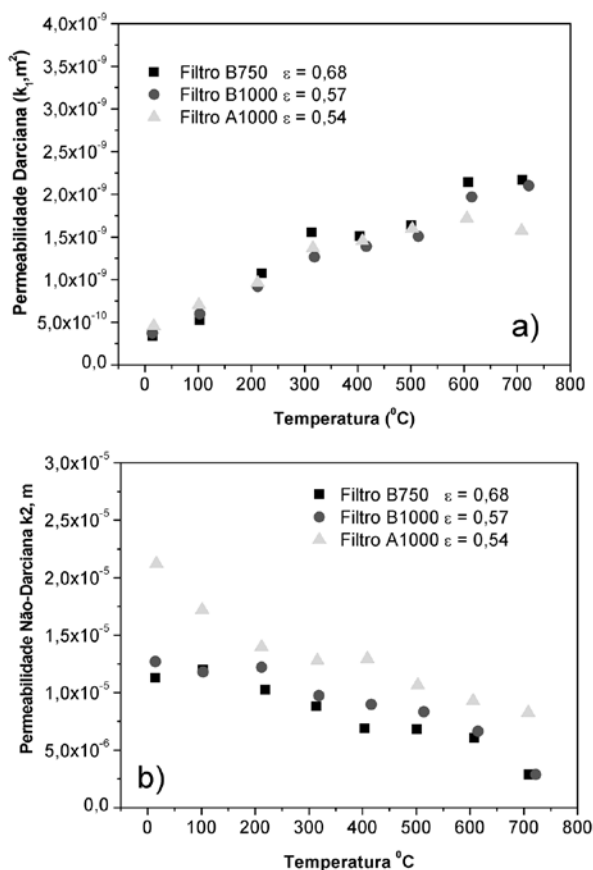 4,0x10-9
3,5x10-9
3,0x10-9
2,5x10-9
2,0x10-9
1,5x10-9
1,0x10-9
5,0x10-10
0,0
Permeabilidade Darciana (k1,m2)
Filtro B750 ε = 0,68
Filtro B1000 ε = 0,57
Filtro A1000 ε = 0,54
a)
0 100 200 300 400 500 600 700 800
Temperatura (0C)
3,0x10-5
2,5x10-5
2,0x10-5
1,5x10-5
1,0x10-5
5,0x10-6
0,0
Permeabilidade Não-Darciana k2, m
Filtro B750 ε = 0,68
Filtro B1000 ε = 0,57
Filtro A1000 ε = 0,54
b)
0 100 200 300 400 500 600 700 800
Temperatura 0C